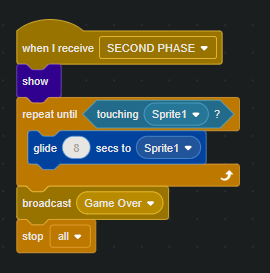 when I receive SECOND PHASE
show
repeat until touching Sprite1 ?
glide 8 secs to Sprite1
broadcast Game Over
stop all